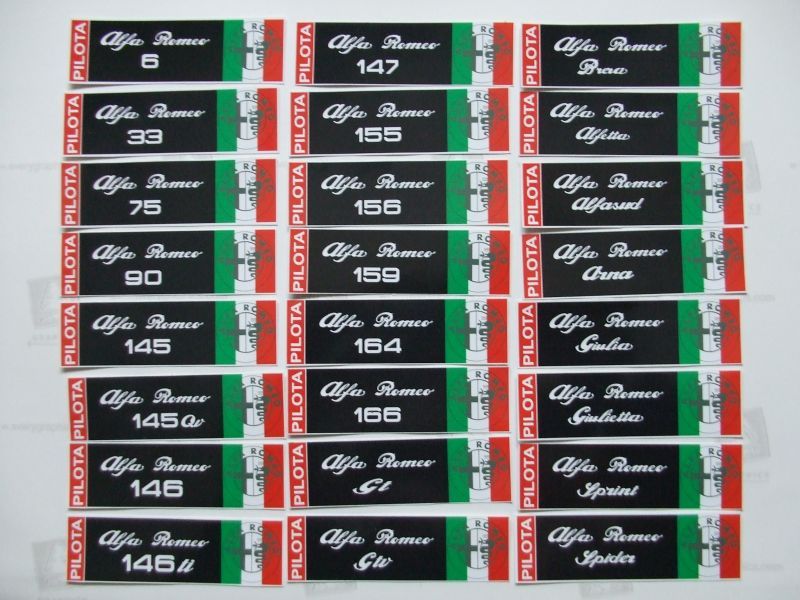 PILOTA
Alfa Romeo
6
PILOTA
Alfa Romeo
33
PILOTA
Alfa Romeo
75
PILOTA
Alfa Romeo
90
PILOTA
Alfa Romeo
145
PILOTA
Alfa Romeo
145 Qv
PILOTA
Alfa Romeo
146
PILOTA
Alfa Romeo
146 ti
PILOTA
Alfa Romeo
147
PILOTA
Alfa Romeo
155
PILOTA
Alfa Romeo
156
PILOTA
Alfa Romeo
159
PILOTA
Alfa Romeo
164
PILOTA
Alfa Romeo
166
PILOTA
Alfa Romeo
Gt
PILOTA
Alfa Romeo
Gtv
PILOTA
Alfa Romeo
Brera
PILOTA
Alfa Romeo
Alfetta
PILOTA
Alfa Romeo
Alfasud
PILOTA
Alfa Romeo
Arna
PILOTA
Alfa Romeo
Giulia
PILOTA
Alfa Romeo
Giulietta
PILOTA
Alfa Romeo
Sprint
PILOTA
Alfa Romeo
Spider